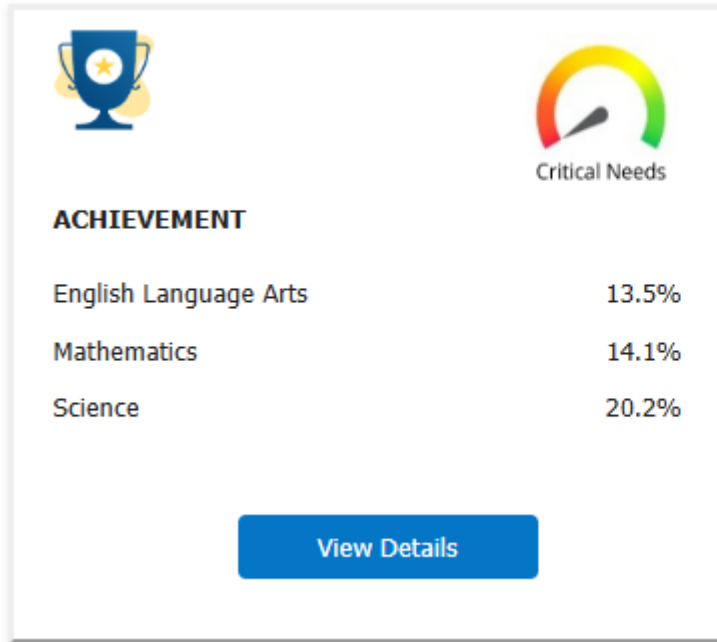 Critical Needs
ACHIEVEMENT
English Language Arts 13.5%
Mathematics 14.1%
Science 20.2%
View Details